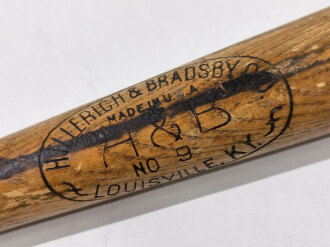 HILLERICH & BRADSBY CO
MADE IN U.S.A.
H&B
NO 9
LOUISVILLE. KY.